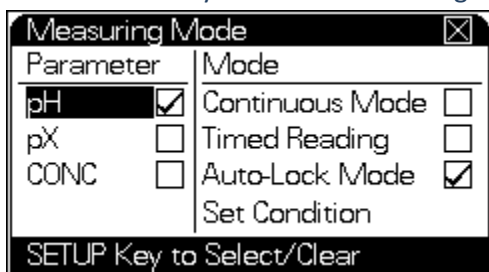 Measuring Mode
Parameter Mode
pH Continuous Mode
pX Timed Reading
CONC Auto-Lock Mode
Set Condition
SETUP Key to Select/Clear